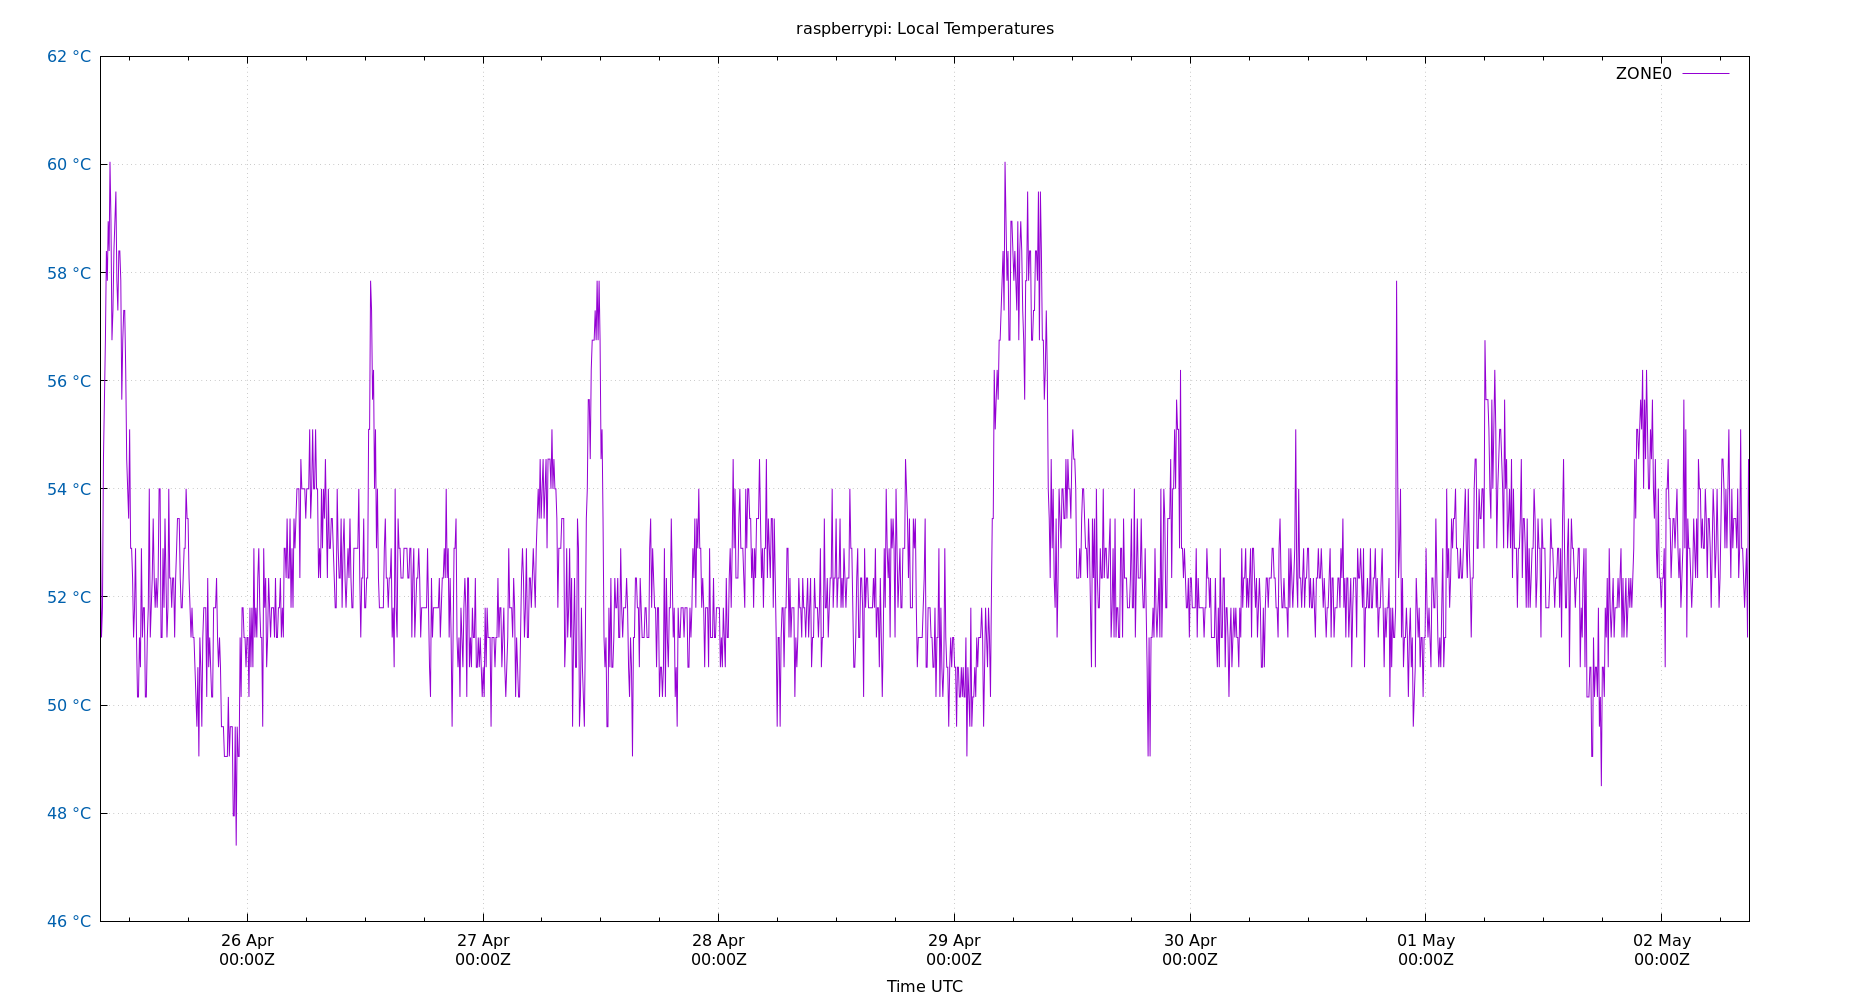 raspberrypi: Local Temperatures
62 °C
ZONE0
60 °C
58 °C
56 °C
54 °C
52 °C
50 °C
48 °C
46 °C
26 Apr 27 Apr 28 Apr 29 Apr 30 Apr 01 May 02 May
00:00Z 00:00Z 00:00Z 00:00Z 00:00Z 00:00Z 00:00Z
Time UTC